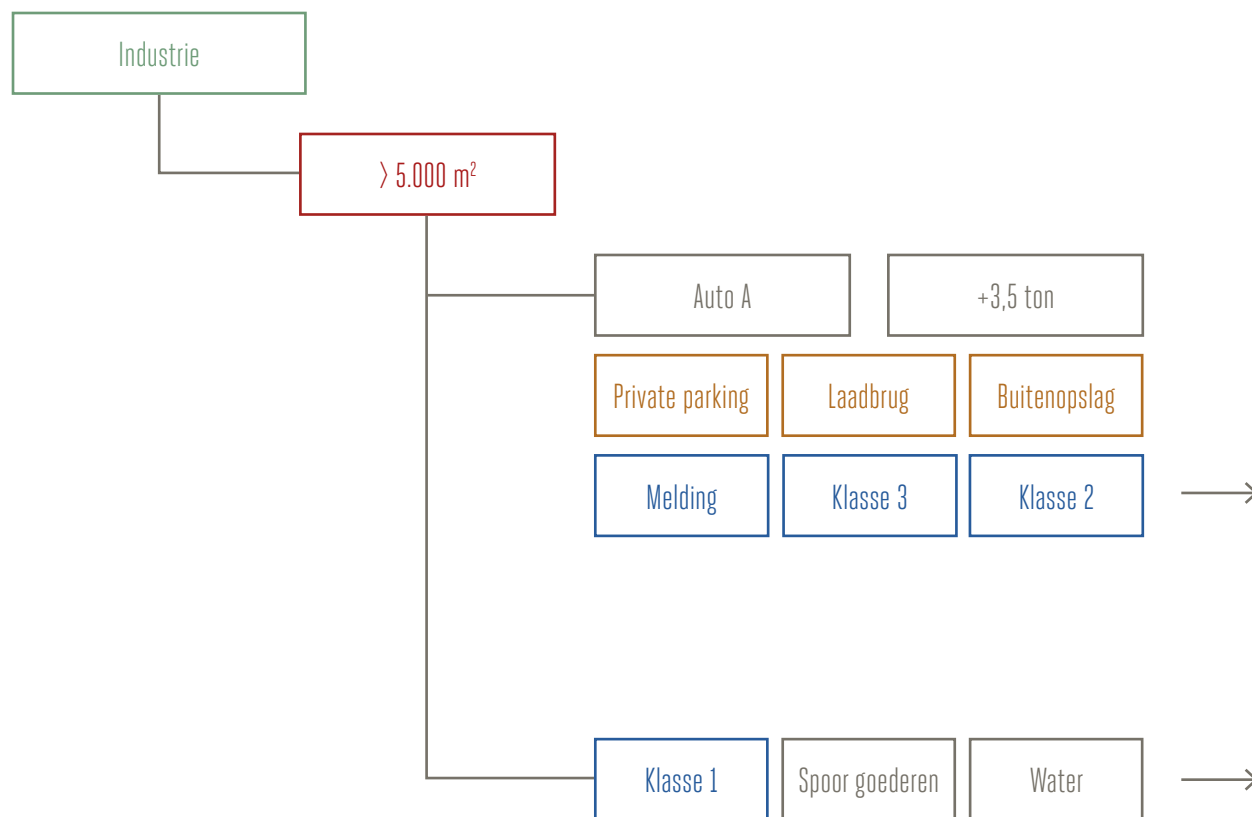 Industrie
> 5.000 m²
Auto A
+3,5 ton
Private parking
Laadbrug
Buitenopslag
Melding
Klasse 3
Klasse 2
Klasse 1
Spoor goederen
Water